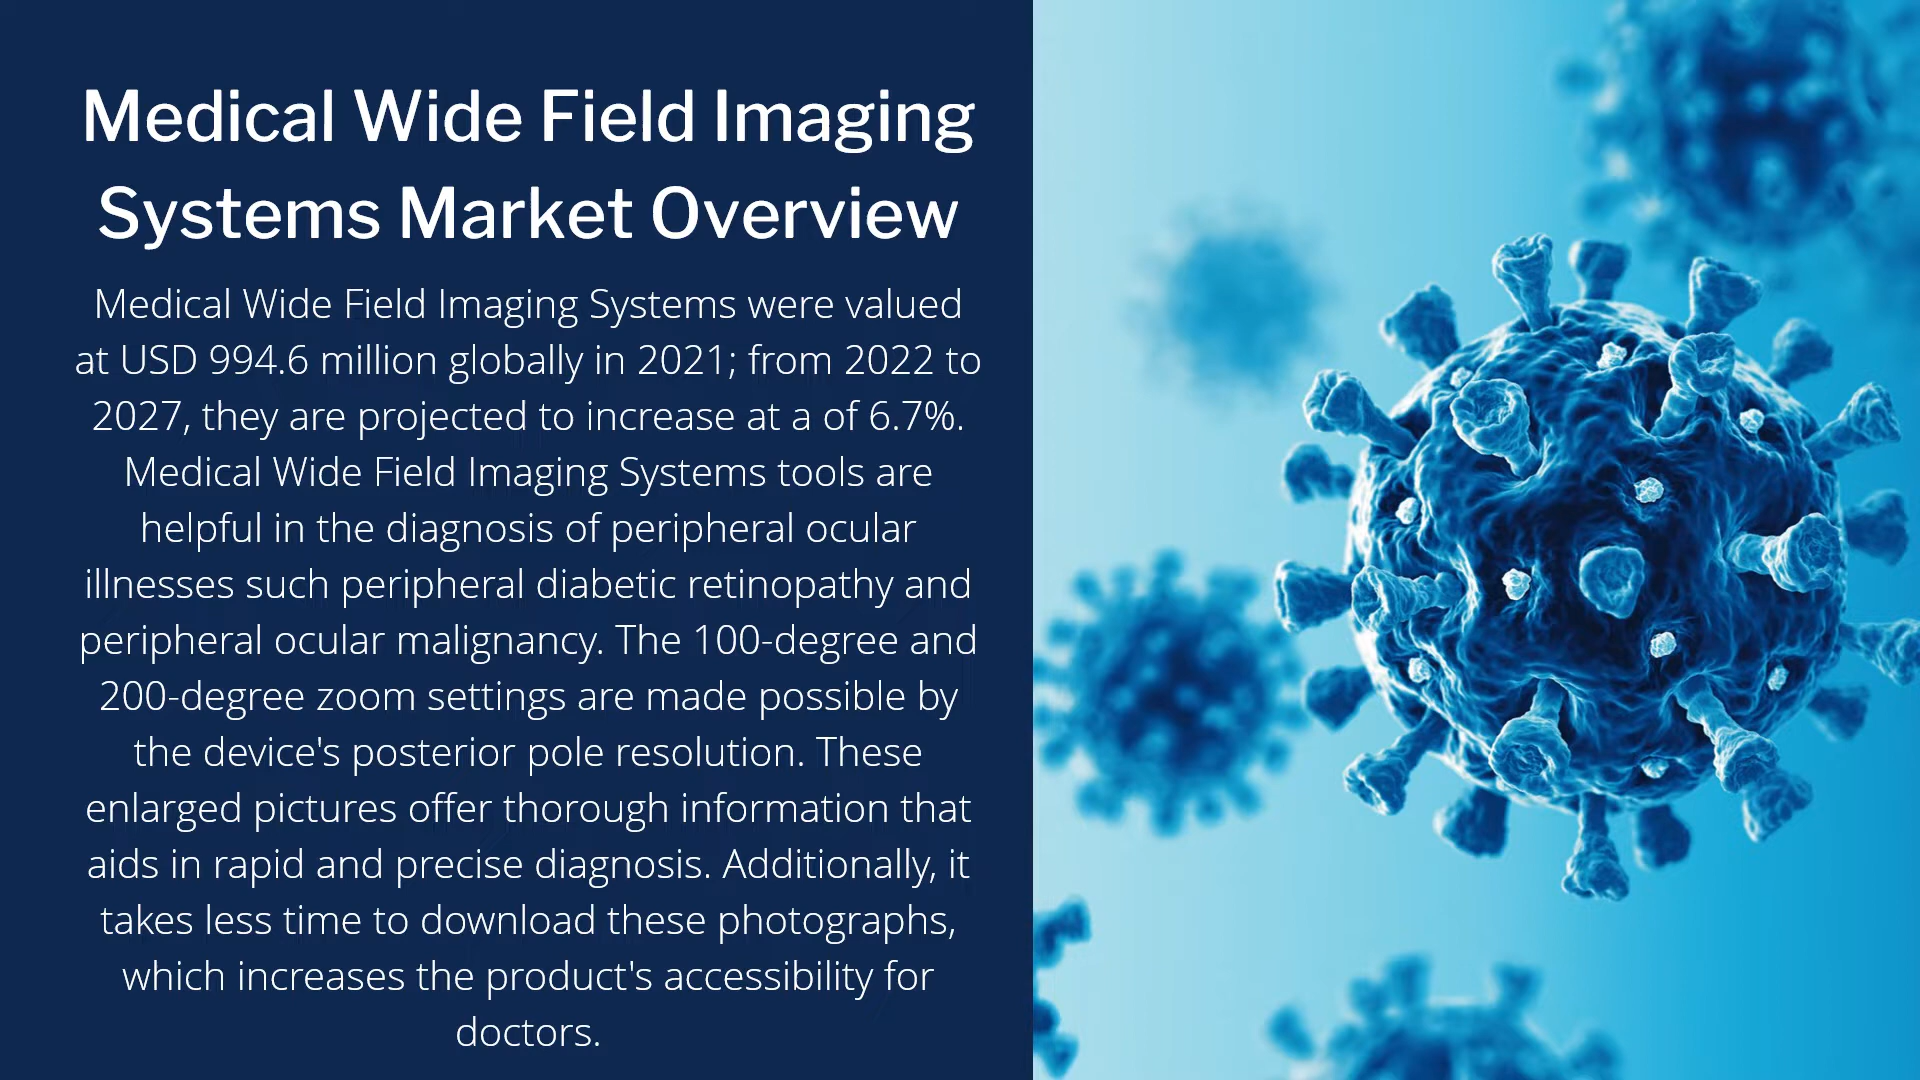 Medical Wide Field Imaging
Systems Market Overview
Medical Wide Field Imaging Systems were valued
at USD 994.6 million globally in 2021; from 2022 to
2027, they are projected to increase at a of 6.7%.
Medical Wide Field Imaging Systems tools are
helpful in the diagnosis of peripheral ocular
illnesses such peripheral diabetic retinopathy and
peripheral ocular malignancy. The 100-degree and
200-degree zoom settings are made possible by
the device's posterior pole resolution. These
enlarged pictures offer thorough information that
aids in rapid and precise diagnosis. Additionally, it
takes less time to download these photographs,
which increases the product's accessibility for
doctors.